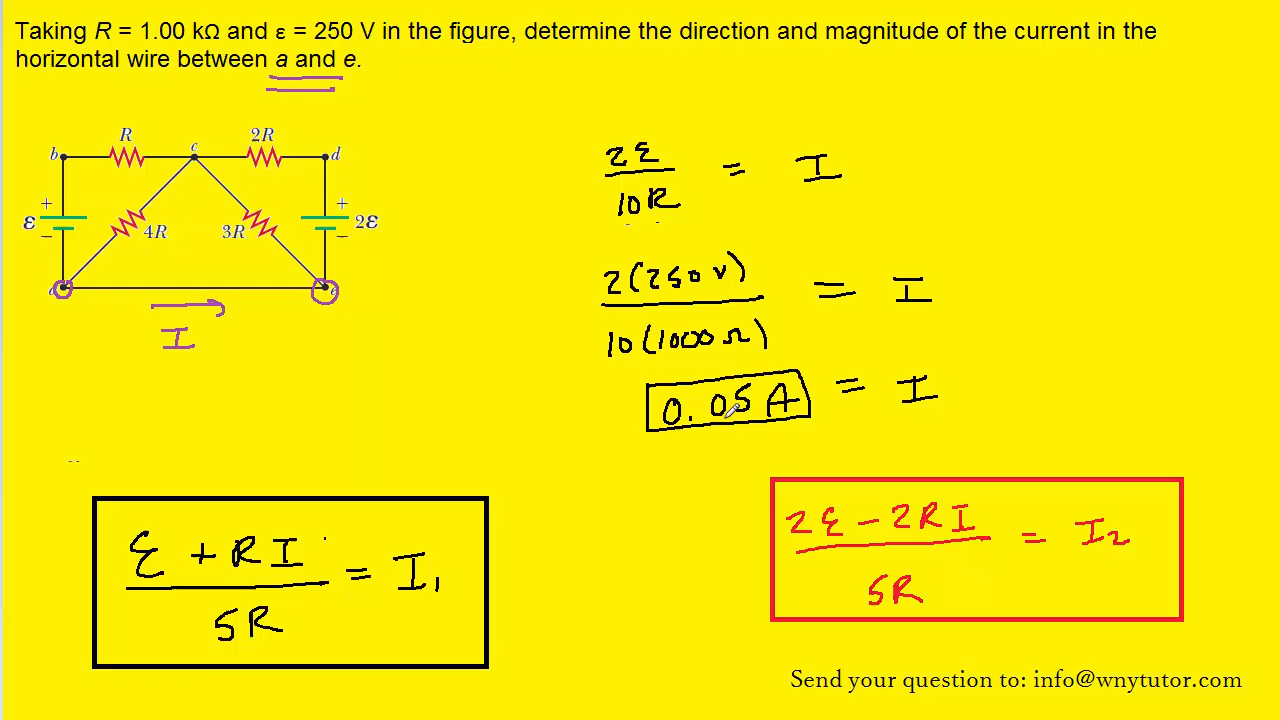 Taking R = 1.00 kΩ and ε = 250 V in the figure, determine the direction and magnitude of the current in the
horizontal wire between a and e.
R
c
2R
b
d
+
ε
−
4R
3R
+
2ε
−
a
e
I
2ε/10R = I
2(250 V)/10(1000 Ω) = I
0.05 A = I
ε + RI/5R = I₁
2ε − 2RI/5R = I₂
Send your question to: info@wnytutor.com